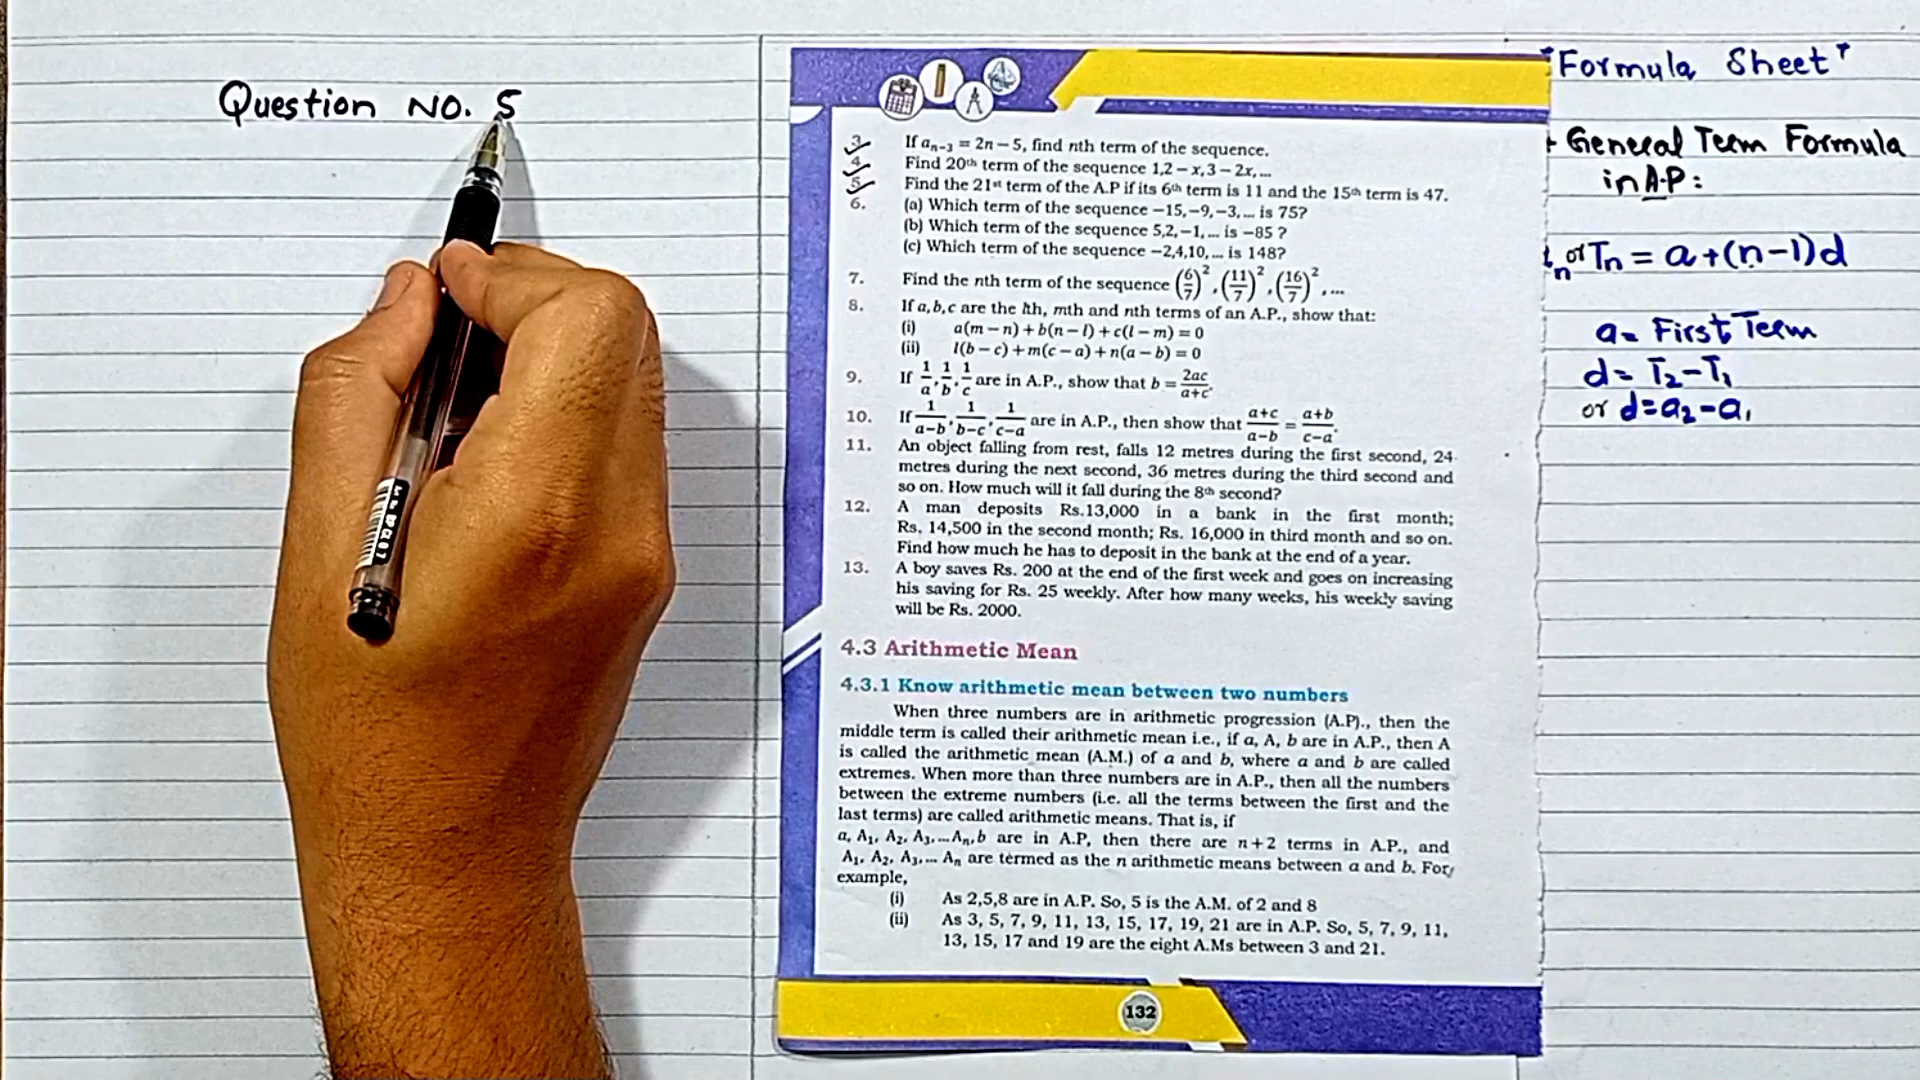 Question NO. 5
3. If aₙ₋₃ = 2n − 5, find nth term of the sequence.
4. Find 20th term of the sequence 1,2 − x, 3 − 2x, ...
5. Find the 21st term of the A.P if its 6th term is 11 and the 15th term is 47.
6. (a) Which term of the sequence −15, −9, −3, ... is 75?
(b) Which term of the sequence 5,2, −1, ... is −85 ?
(c) Which term of the sequence −2,4,10, ... is 148?
7. Find the nth term of the sequence (6/7)², (11/7)², (16/7)², ...
8. If a, b, c are the lth, mth and nth terms of an A.P., show that:
(i) a(m − n) + b(n − l) + c(l − m) = 0
(ii) l(b − c) + m(c − a) + n(a − b) = 0
9. If 1/a, 1/b, 1/c are in A.P., show that b = 2ac/a+c.
10. If 1/a−b, 1/b−c, 1/c−a are in A.P., then show that a+c/a−b = a+b/c−a.
11. An object falling from rest, falls 12 metres during the first second, 24
metres during the next second, 36 metres during the third second and
so on. How much will it fall during the 8th second?
12. A man deposits Rs.13,000 in a bank in the first month;
Rs. 14,500 in the second month; Rs. 16,000 in third month and so on.
Find how much he has to deposit in the bank at the end of a year.
13. A boy saves Rs. 200 at the end of the first week and goes on increasing
his saving for Rs. 25 weekly. After how many weeks, his weekly saving
will be Rs. 2000.
4.3 Arithmetic Mean
4.3.1 Know arithmetic mean between two numbers
When three numbers are in arithmetic progression (A.P)., then the
middle term is called their arithmetic mean i.e., if a, A, b are in A.P., then A
is called the arithmetic mean (A.M.) of a and b, where a and b are called
extremes. When more than three numbers are in A.P., then all the numbers
between the extreme numbers (i.e. all the terms between the first and the
last terms) are called arithmetic means. That is, if
a, A₁, A₂, A₃, ... Aₙ, b are in A.P, then there are n + 2 terms in A.P., and
A₁, A₂, A₃, ... Aₙ are termed as the n arithmetic means between a and b. For
example,
(i) As 2,5,8 are in A.P. So, 5 is the A.M. of 2 and 8
(ii) As 3, 5, 7, 9, 11, 13, 15, 17, 19, 21 are in A.P. So, 5, 7, 9, 11,
13, 15, 17 and 19 are the eight A.Ms between 3 and 21.
132
"Formula Sheet"
General Term Formula
in A.P:
tₙ or Tₙ = a + (n−1)d
a = First Term
d = T₂ − T₁
or d = a₂ − a₁